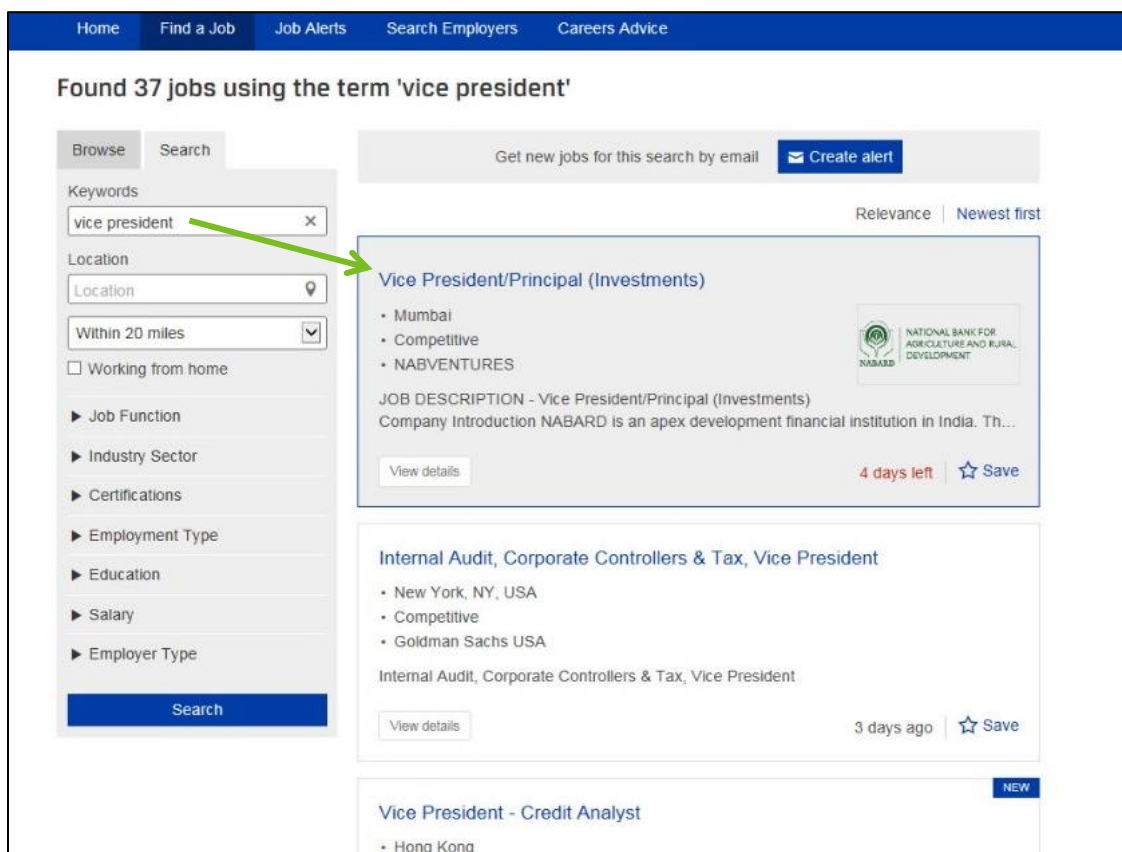 Home Find a Job Job Alerts Search Employers Careers Advice
Found 37 jobs using the term 'vice president'
Browse Search
Keywords
vice president
Location
Location
Within 20 miles
Working from home
Job Function
Industry Sector
Certifications
Employment Type
Education
Salary
Employer Type
Search
Get new jobs for this search by email Create alert
Relevance Newest first
Vice President/Principal (Investments)
• Mumbai
• Competitive
• NABVENTURES
NABARD
NATIONAL BANK FOR
AGRICULTURE AND RURAL
DEVELOPMENT
JOB DESCRIPTION - Vice President/Principal (Investments)
Company Introduction NABARD is an apex development financial institution in India. Th...
View details 4 days left Save
Internal Audit, Corporate Controllers & Tax, Vice President
• New York, NY, USA
• Competitive
• Goldman Sachs USA
Internal Audit, Corporate Controllers & Tax, Vice President
View details 3 days ago Save
NEW
Vice President - Credit Analyst
• Hong Kong